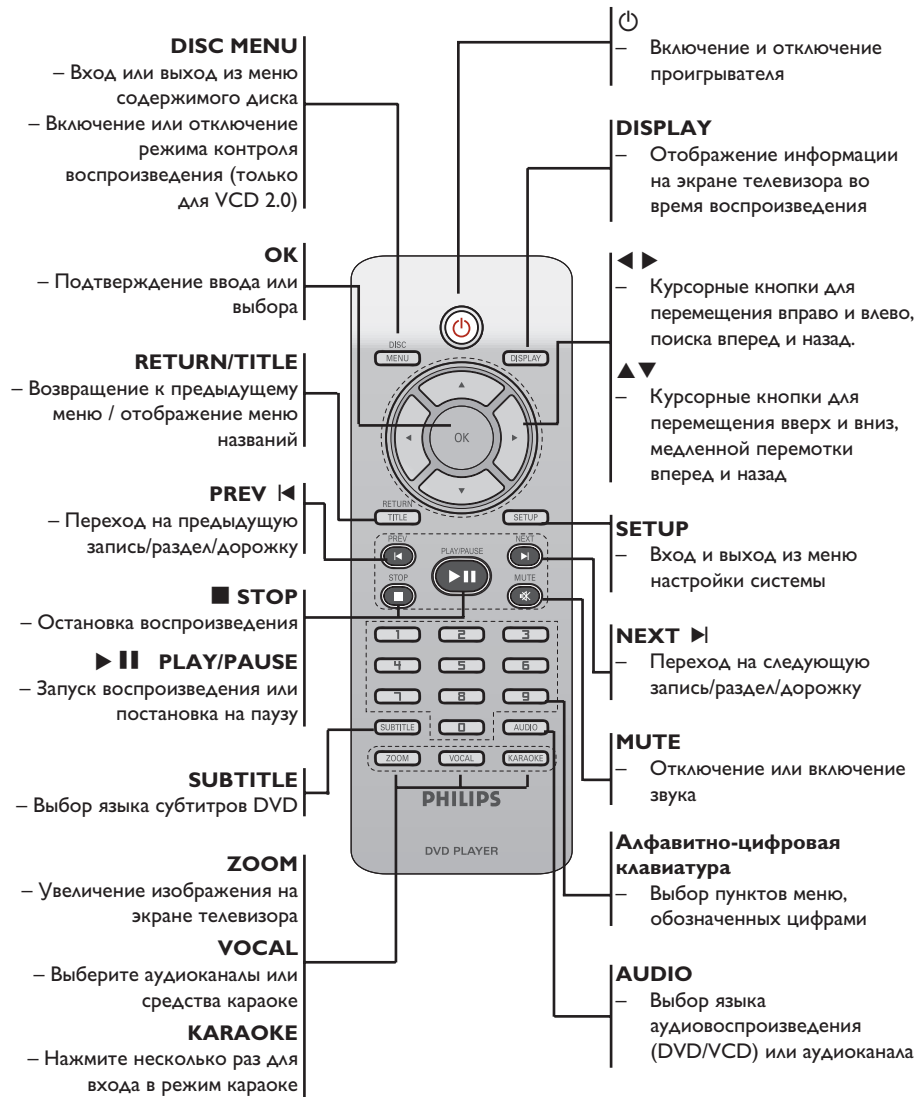 DISC MENU
– Вход или выход из меню
содержимого диска
– Включение или отключение
режима контроля
воспроизведения (только
для VCD 2.0)
OK
– Подтверждение ввода или
выбора
RETURN/TITLE
– Возвращение к предыдущему
меню / отображение меню
названий
PREV
– Переход на предыдущую
запись/раздел/дорожку
■ STOP
– Остановка воспроизведения
PLAY/PAUSE
– Запуск воспроизведения или
постановка на паузу
SUBTITLE
– Выбор языка субтитров DVD
ZOOM
– Увеличение изображения на
экране телевизора
VOCAL
– Выберите аудиоканалы или
средства караоке
KARAOKE
– Нажмите несколько раз для
входа в режим караоке
DISC
MENU
DISPLAY
OK
RETURN
TITLE
SETUP
PREV
PLAY/PAUSE
NEXT
STOP
MUTE
1 2 3
4 5 6
7 8 9
SUBTITLE 0 AUDIO
ZOOM VOCAL KARAOKE
PHILIPS
DVD PLAYER
– Включение и отключение
проигрывателя
DISPLAY
– Отображение информации
на экране телевизора во
время воспроизведения
◀ ▶
– Курсорные кнопки для
перемещения вправо и влево,
поиска вперед и назад.
▲▼
– Курсорные кнопки для
перемещения вверх и вниз,
медленной перемотки
вперед и назад
SETUP
– Вход и выход из меню
настройки системы
NEXT
– Переход на следующую
запись/раздел/дорожку
MUTE
– Отключение или включение
звука
Алфавитно-цифровая
клавиатура
– Выбор пунктов меню,
обозначенных цифрами
AUDIO
– Выбор языка
аудиовоспроизведения
(DVD/VCD) или аудиоканала